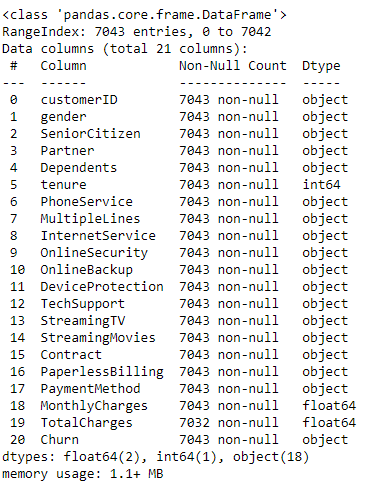 <class 'pandas.core.frame.DataFrame'>
RangeIndex: 7043 entries, 0 to 7042
Data columns (total 21 columns):
 #   Column            Non-Null Count  Dtype
---  ------            --------------  -----
 0   customerID        7043 non-null   object
 1   gender            7043 non-null   object
 2   SeniorCitizen     7043 non-null   object
 3   Partner           7043 non-null   object
 4   Dependents        7043 non-null   object
 5   tenure            7043 non-null   int64
 6   PhoneService      7043 non-null   object
 7   MultipleLines     7043 non-null   object
 8   InternetService   7043 non-null   object
 9   OnlineSecurity    7043 non-null   object
 10  OnlineBackup      7043 non-null   object
 11  DeviceProtection  7043 non-null   object
 12  TechSupport       7043 non-null   object
 13  StreamingTV       7043 non-null   object
 14  StreamingMovies   7043 non-null   object
 15  Contract          7043 non-null   object
 16  PaperlessBilling  7043 non-null   object
 17  PaymentMethod     7043 non-null   object
 18  MonthlyCharges    7043 non-null   float64
 19  TotalCharges      7032 non-null   float64
 20  Churn             7043 non-null   object
dtypes: float64(2), int64(1), object(18)
memory usage: 1.1+ MB